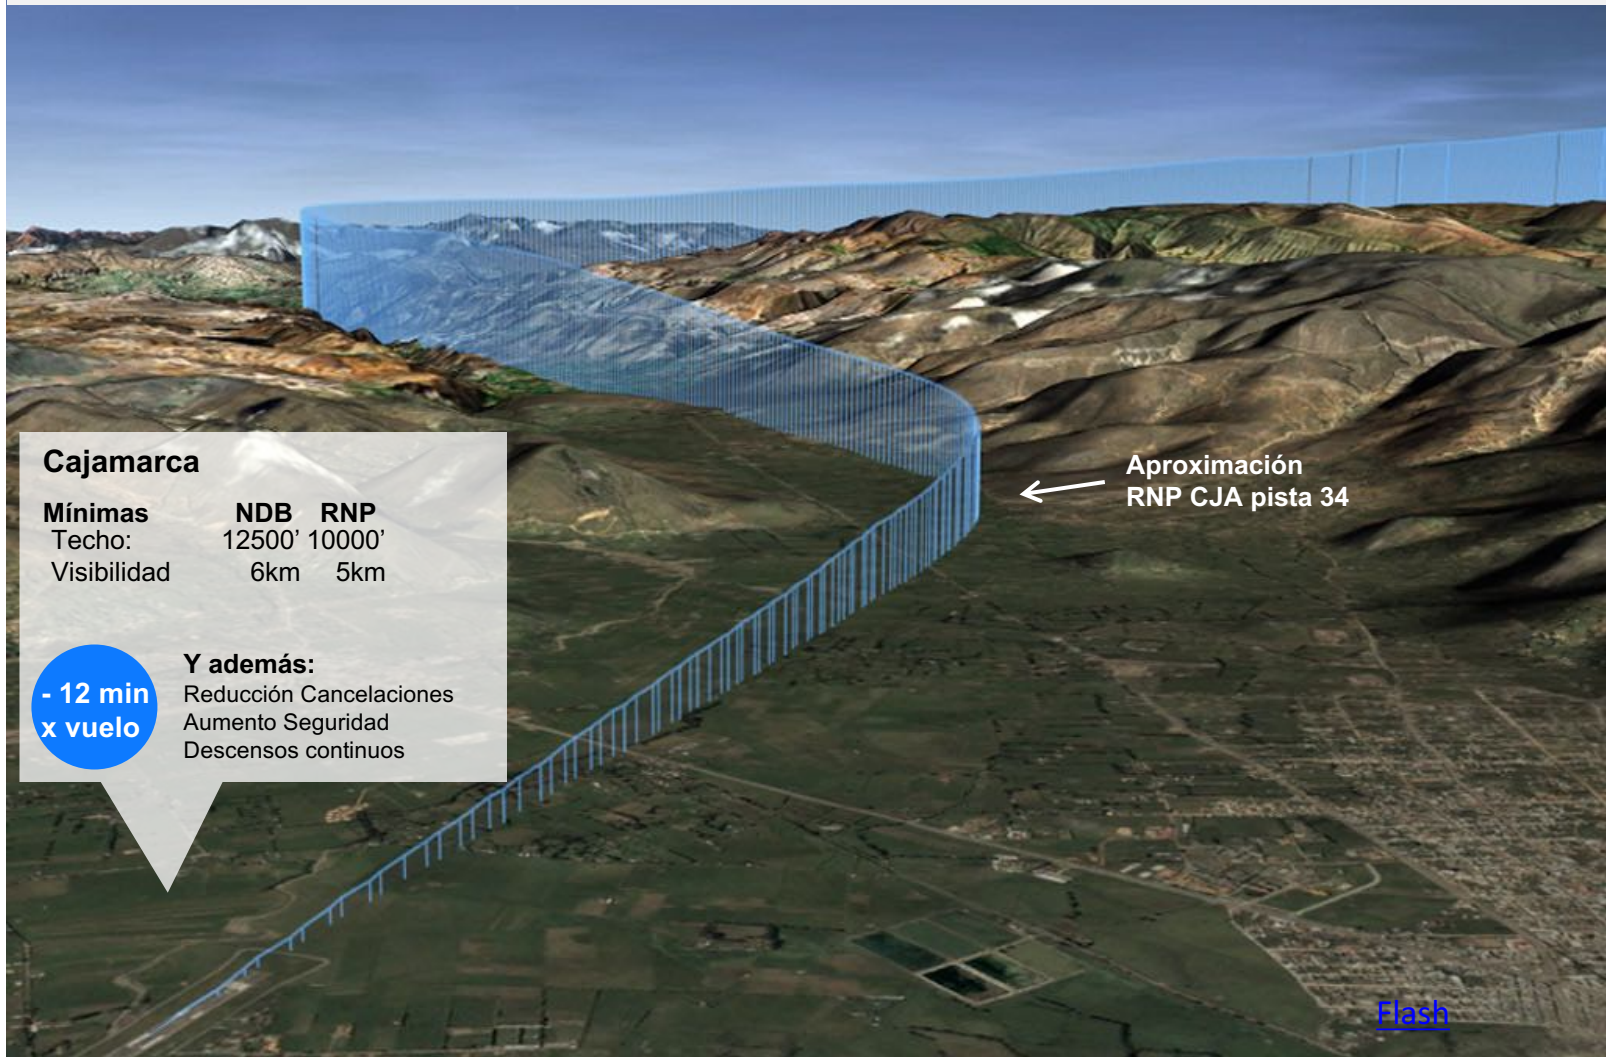 Cajamarca
Mínimas NDB RNP
Techo: 12500’ 10000’
Visibilidad 6km 5km
- 12 min
x vuelo
Y además:
Reducción Cancelaciones
Aumento Seguridad
Descensos continuos
Aproximación
RNP CJA pista 34
Flash